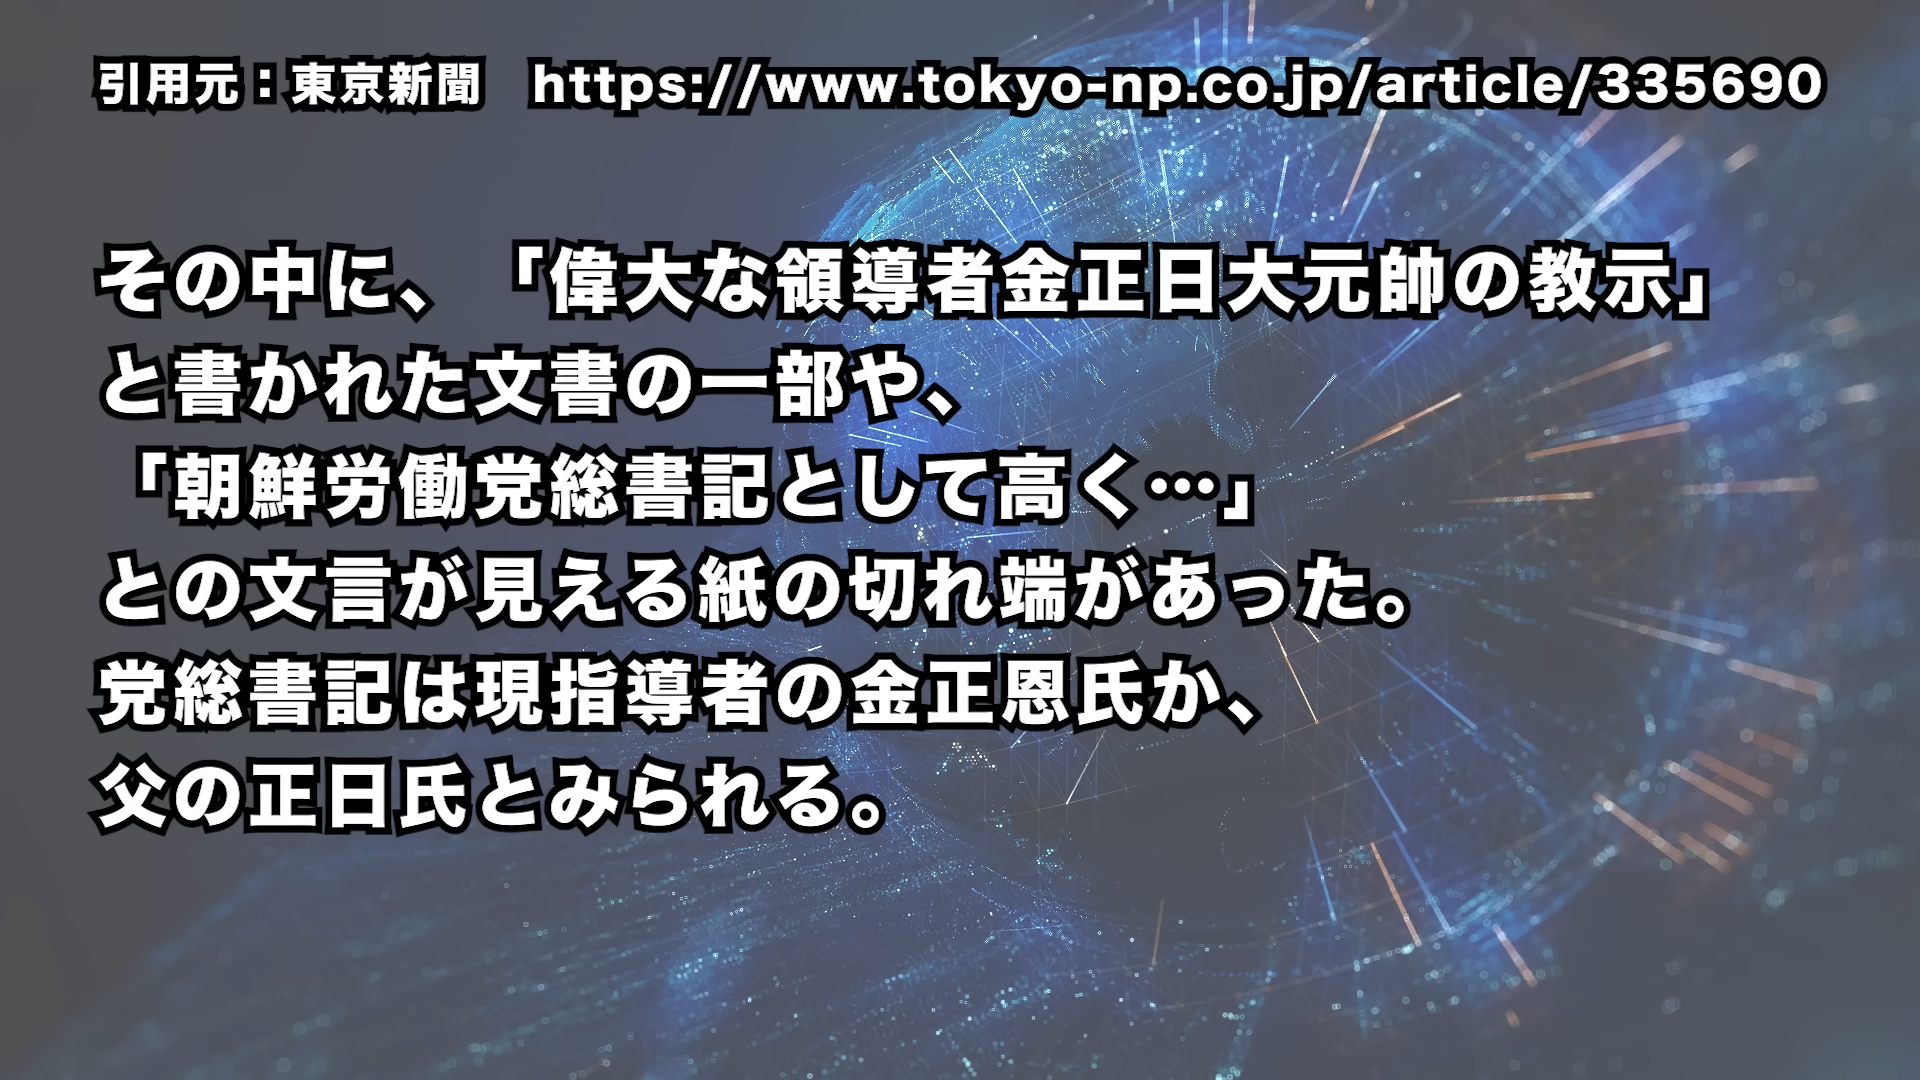 引用元：東京新聞　https://www.tokyo-np.co.jp/article/335690
その中に、「偉大な領導者金正日大元帥の教示」
と書かれた文書の一部や、
「朝鮮労働党総書記として高く…」
との文言が見える紙の切れ端があった。
党総書記は現指導者の金正恩氏か、
父の正日氏とみられる。